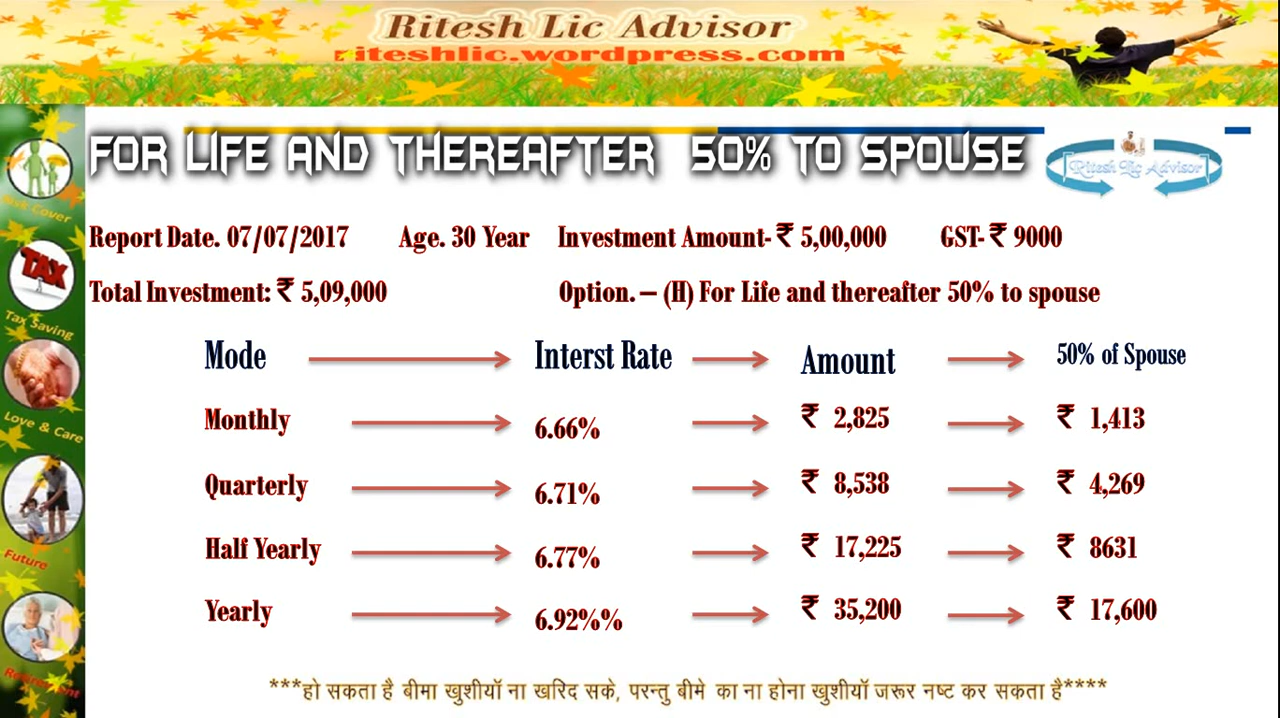 Ritesh Lic Advisor
riteshlic.wordpress.com
FOR LIFE AND THEREAFTER 50% TO SPOUSE
Ritesh Lic Advisor
Report Date. 07/07/2017 Age. 30 Year Investment Amount- ₹ 5,00,000 GST- ₹ 9000
Total Investment: ₹ 5,09,000 Option. – (H) For Life and thereafter 50% to spouse
Mode Interst Rate Amount 50% of Spouse
Monthly 6.66% ₹ 2,825 ₹ 1,413
Quarterly 6.71% ₹ 8,538 ₹ 4,269
Half Yearly 6.77% ₹ 17,225 ₹ 8631
Yearly 6.92%% ₹ 35,200 ₹ 17,600
Risk Cover
TAX
Tax Saving
Love & Care
Future
Retirement
***हो सकता है बीमा खुशीयॉ ना खरिद सके, परन्तु बीमे का ना होना खुशीयॉ जरूर नष्ट कर सकता है****